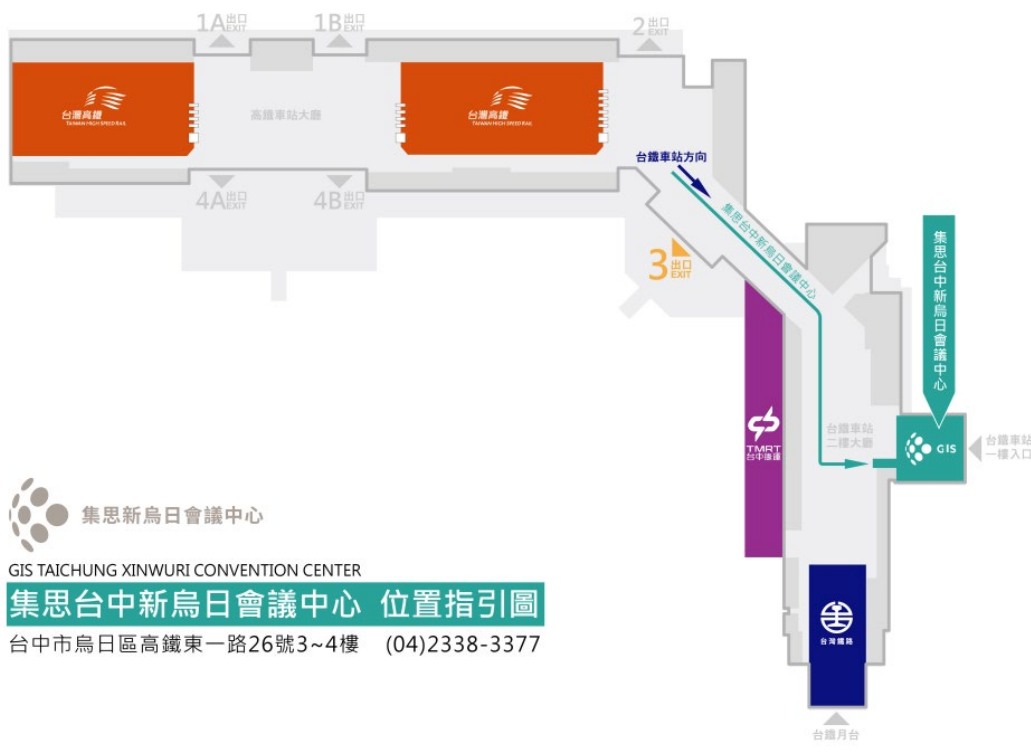 1A出口 EXIT
1B出口 EXIT
2出口 EXIT
台灣高鐵
TAIWAN HIGH SPEED RAIL
高鐵車站大廳
台灣高鐵
TAIWAN HIGH SPEED RAIL
台鐵車站方向
4A出口 EXIT
4B出口 EXIT
3出口 EXIT
集思台中新烏日會議中心
集思台中新烏日會議中心
TMRT
台中捷運
台鐵車站
二樓大廳
GIS
台鐵車站
一樓入口
集思新烏日會議中心
GIS TAICHUNG XINWURI CONVENTION CENTER
集思台中新烏日會議中心 位置指引圖
台中市烏日區高鐵東一路26號3~4樓 (04)2338-3377
台灣鐵路
台鐵月台